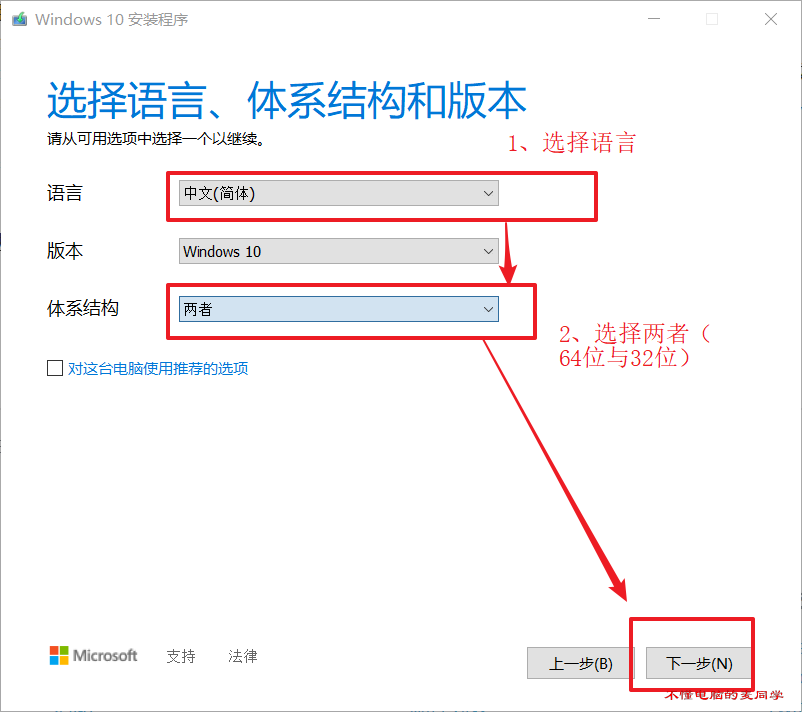 Windows 10 安装程序
选择语言、体系结构和版本
请从可用选项中选择一个以继续。
1、选择语言
语言
中文(简体)
版本
Windows 10
体系结构
两者
2、选择两者（
64位与32位）
对这台电脑使用推荐的选项
Microsoft
支持
法律
上一步(B)
下一步(N)
不懂电脑的麦同学